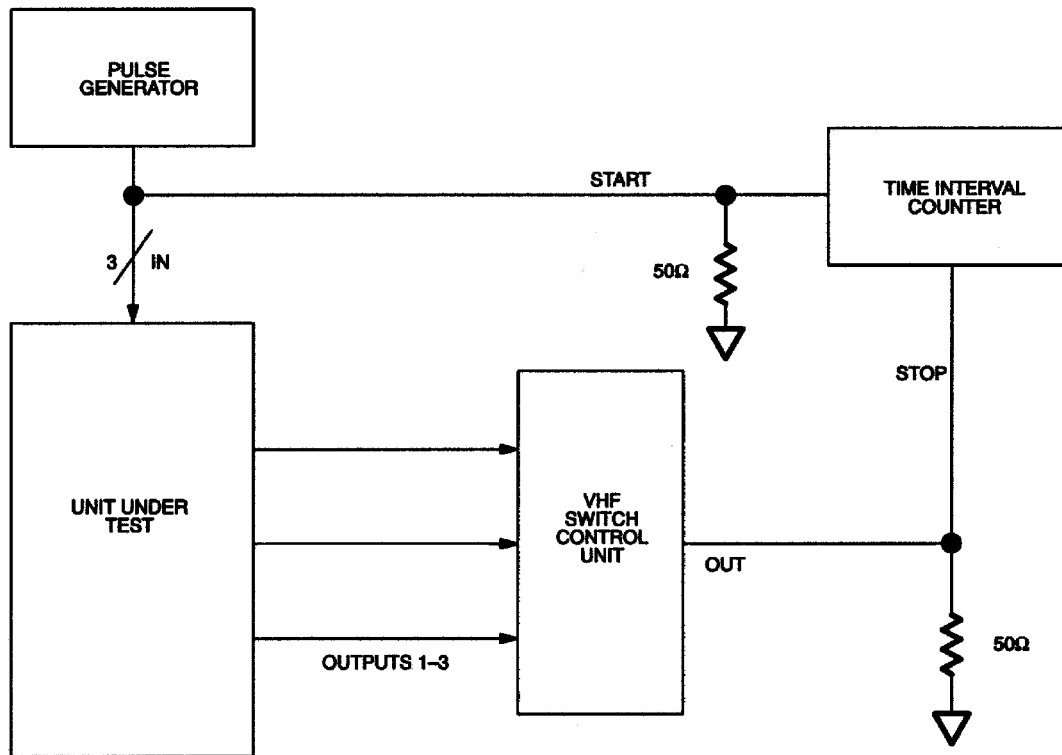 PULSE
GENERATOR
START
TIME INTERVAL
COUNTER
3
IN
50Ω
STOP
UNIT UNDER
TEST
VHF
SWITCH
CONTROL
UNIT
OUT
OUTPUTS 1–3
50Ω